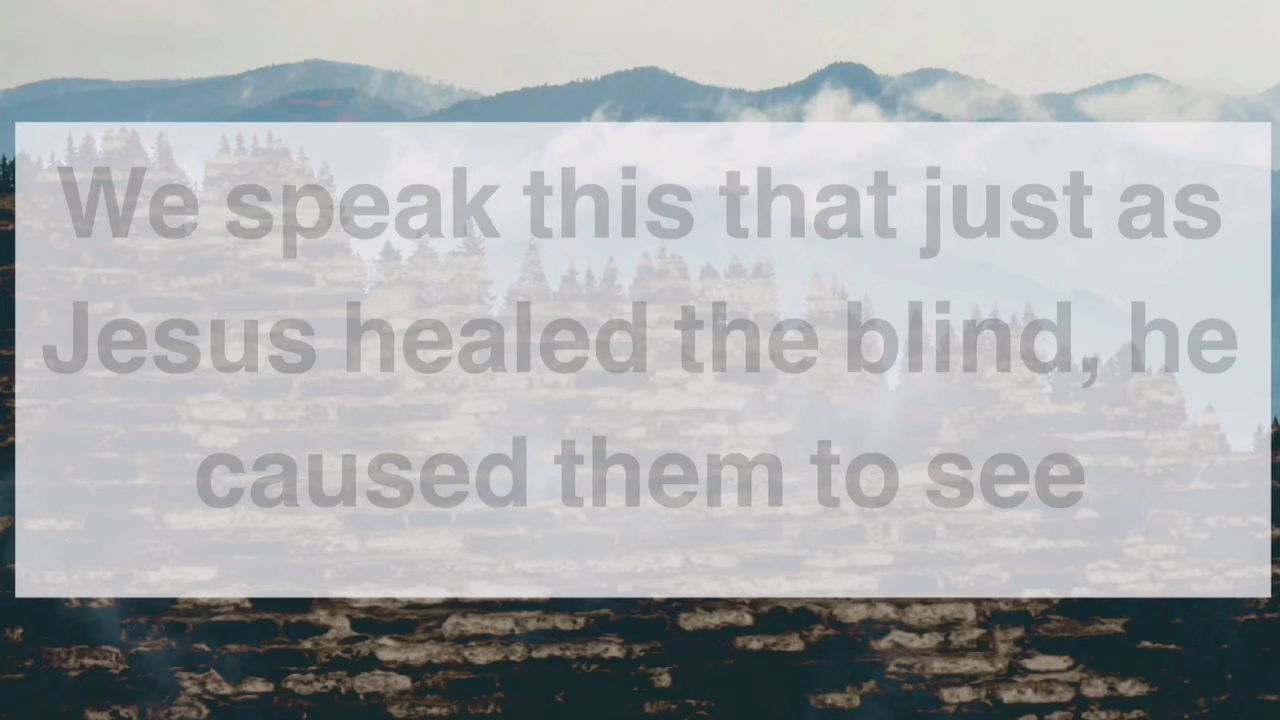 We speak this that just as
Jesus healed the blind, he
caused them to see